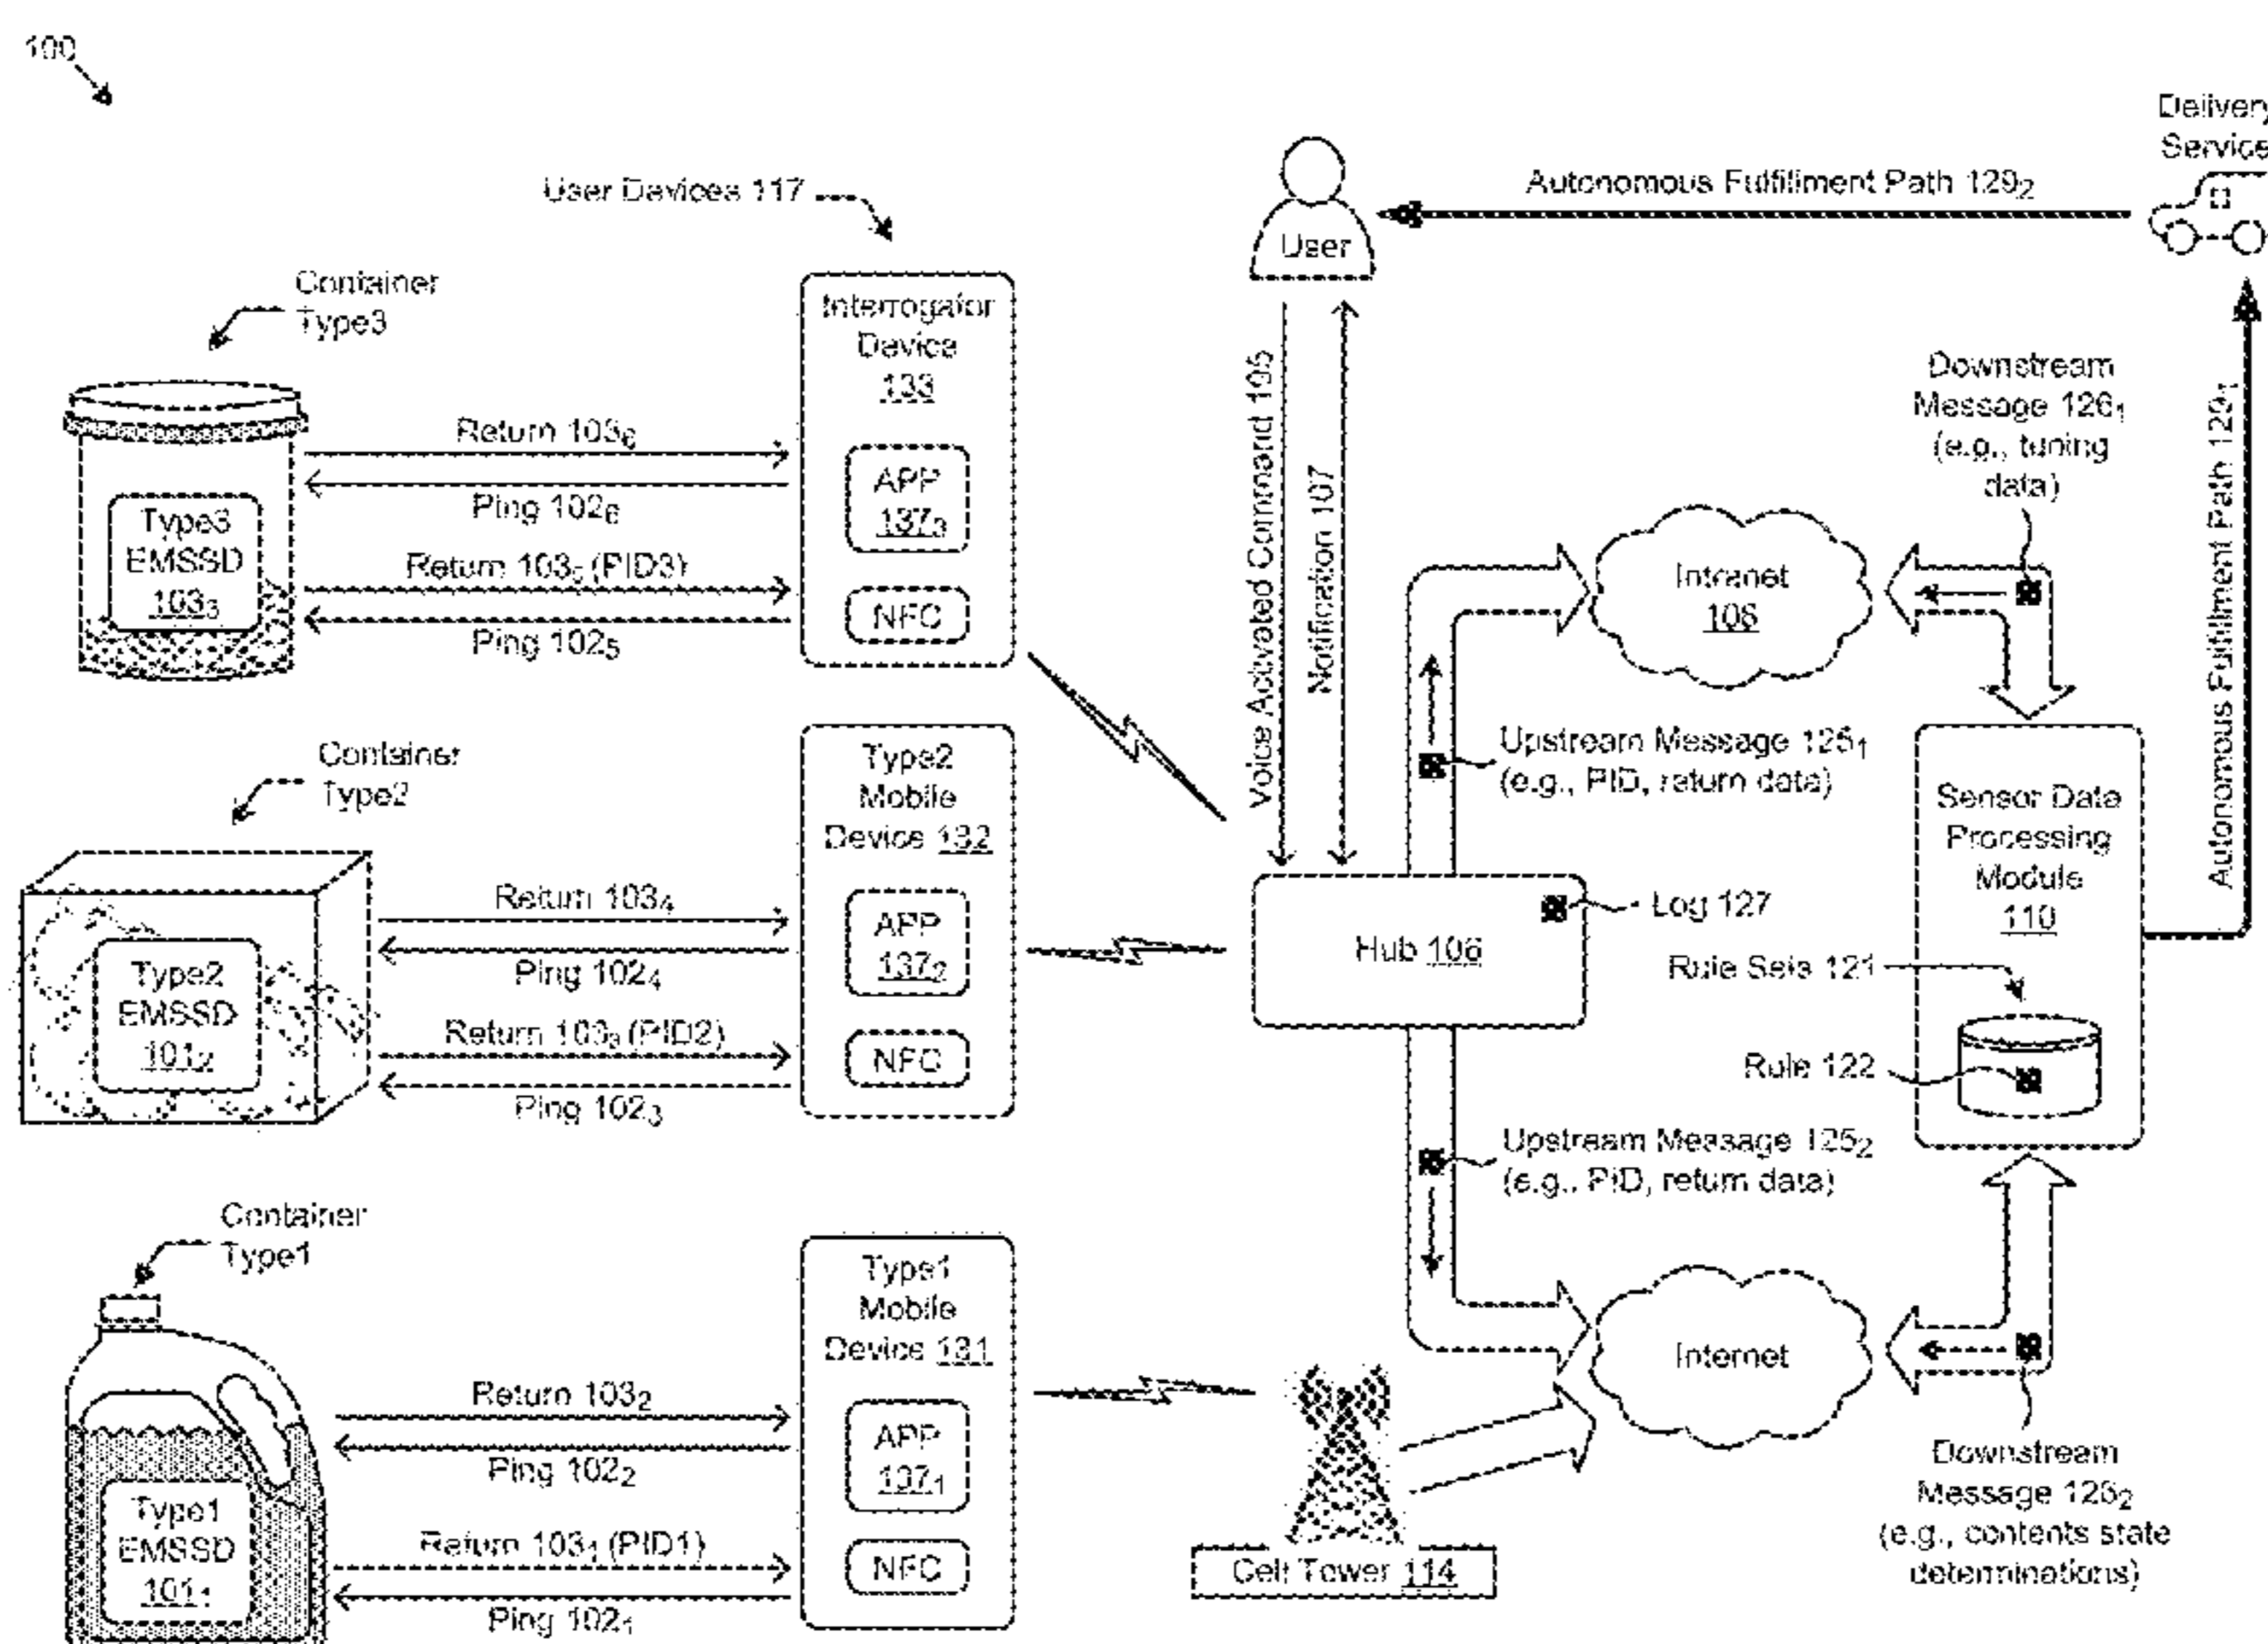 100
Delivery
Service
User Devices 117
Autonomous Fulfillment Path 129₂
User
Container
Type3
Interrogator
Device
133
Return 103₆
Ping 102₆
APP
137₃
Type3
EMSSD
103₃
Return 103₅ (PID3)
Ping 102₅
NFC
Voice Activated Command 195
Notification 107
Downstream
Message 126₁
(e.g., tuning
data)
Autonomous Fulfillment Path 129₁
Intranet
108
Upstream Message 125₁
(e.g., PID, return data)
Container
Type2
Type2
Mobile
Device 132
Return 103₄
Ping 102₄
APP
137₂
Type2
EMSSD
101₂
Return 103₃ (PID2)
Ping 102₃
NFC
Hub 106
Log 127
Sensor Data
Processing
Module
110
Rule Sets 121
Rule 122
Upstream Message 125₂
(e.g., PID, return data)
Container
Type1
Type1
Mobile
Device 131
Return 103₂
Ping 102₂
APP
137₁
Type1
EMSSD
101₁
Return 103₁ (PID1)
Ping 102₁
NFC
Cell Tower 114
Internet
Downstream
Message 126₂
(e.g., contents state
determinations)